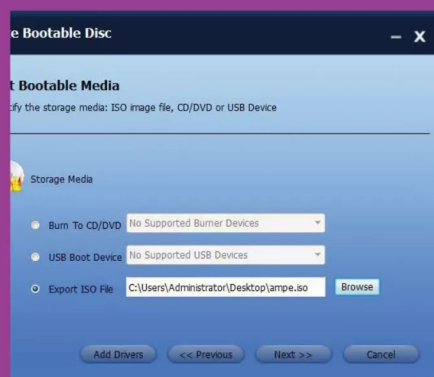 e Bootable Disc
t Bootable Media
cify the storage media: ISO image file, CD/DVD or USB Device
Storage Media
Burn To CD/DVD No Supported Burner Devices
USB Boot Device No Supported USB Devices
Export ISO File C:\Users\Administrator\Desktop\ampe.iso Browse
Add Drivers << Previous Next >> Cancel